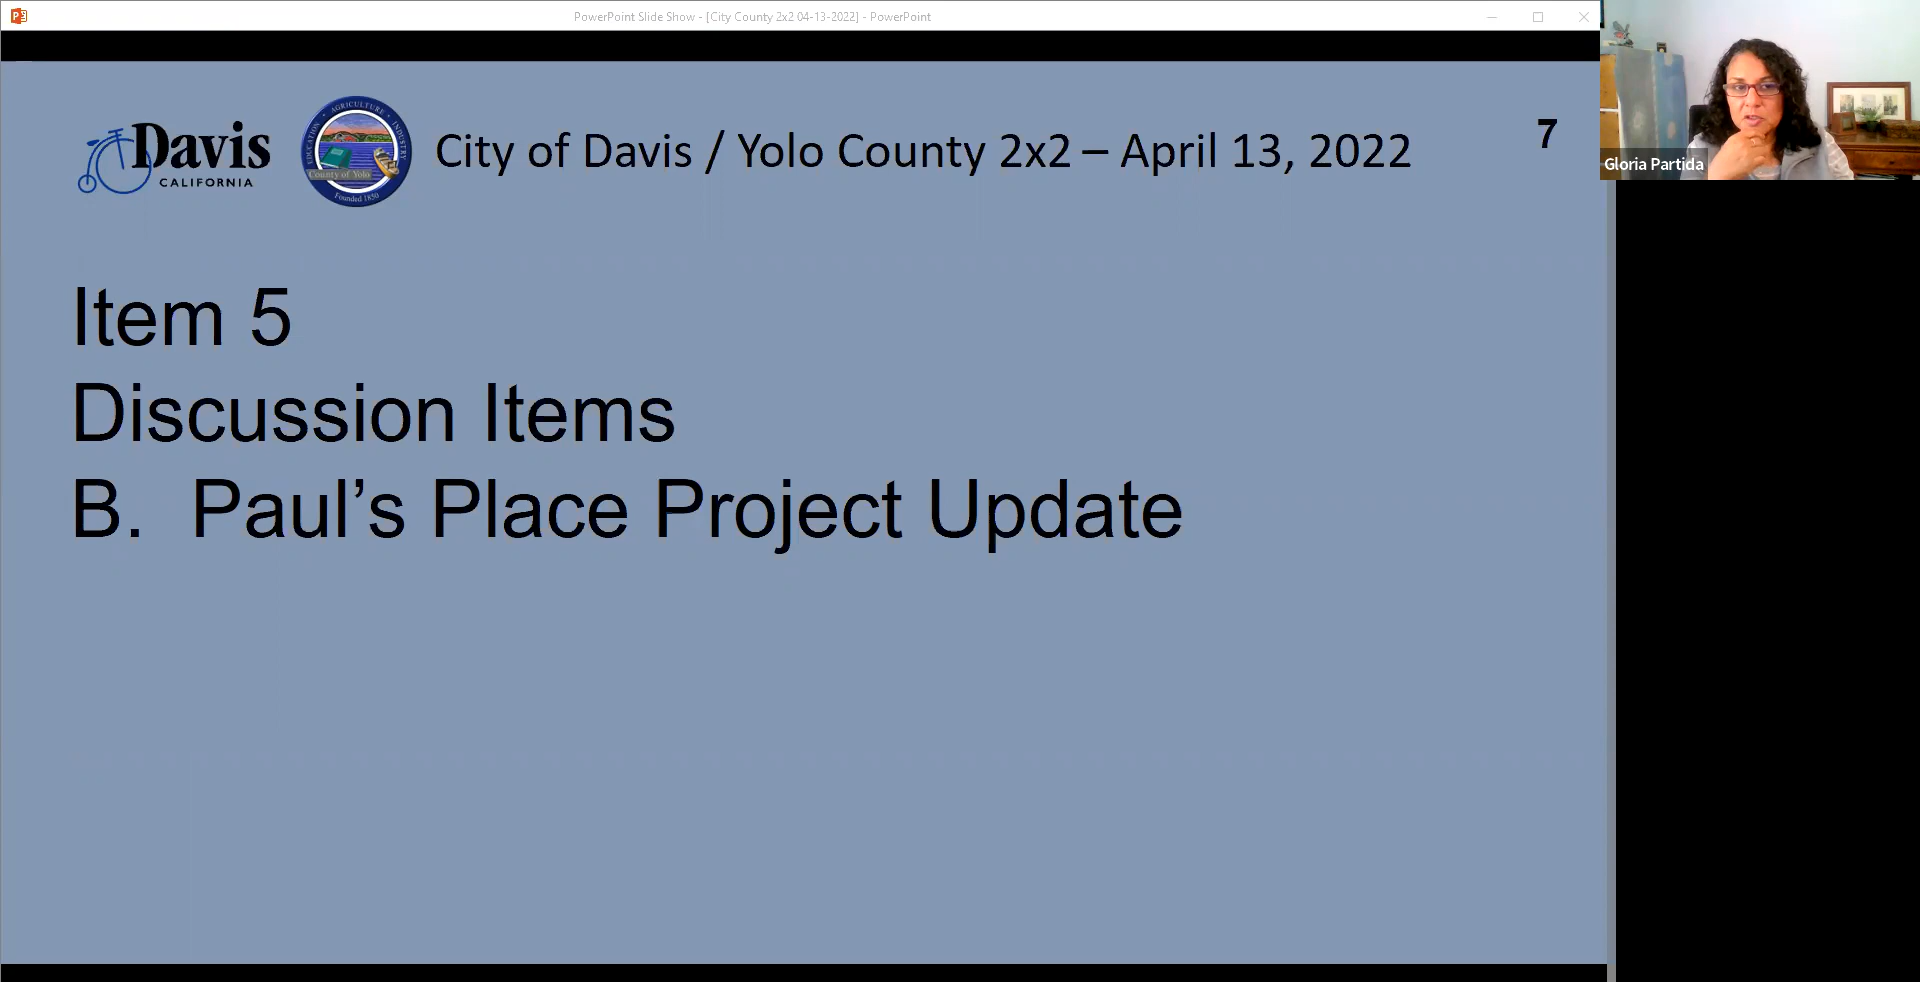 PowerPoint Slide Show - [City County 2x2 04-13-2022] - PowerPoint
Davis
CALIFORNIA
EDUCATION • AGRICULTURE • INDUSTRY
County of Yolo
Founded 1850
City of Davis / Yolo County 2x2 – April 13, 2022
7
Gloria Partida
Item 5
Discussion Items
B. Paul’s Place Project Update